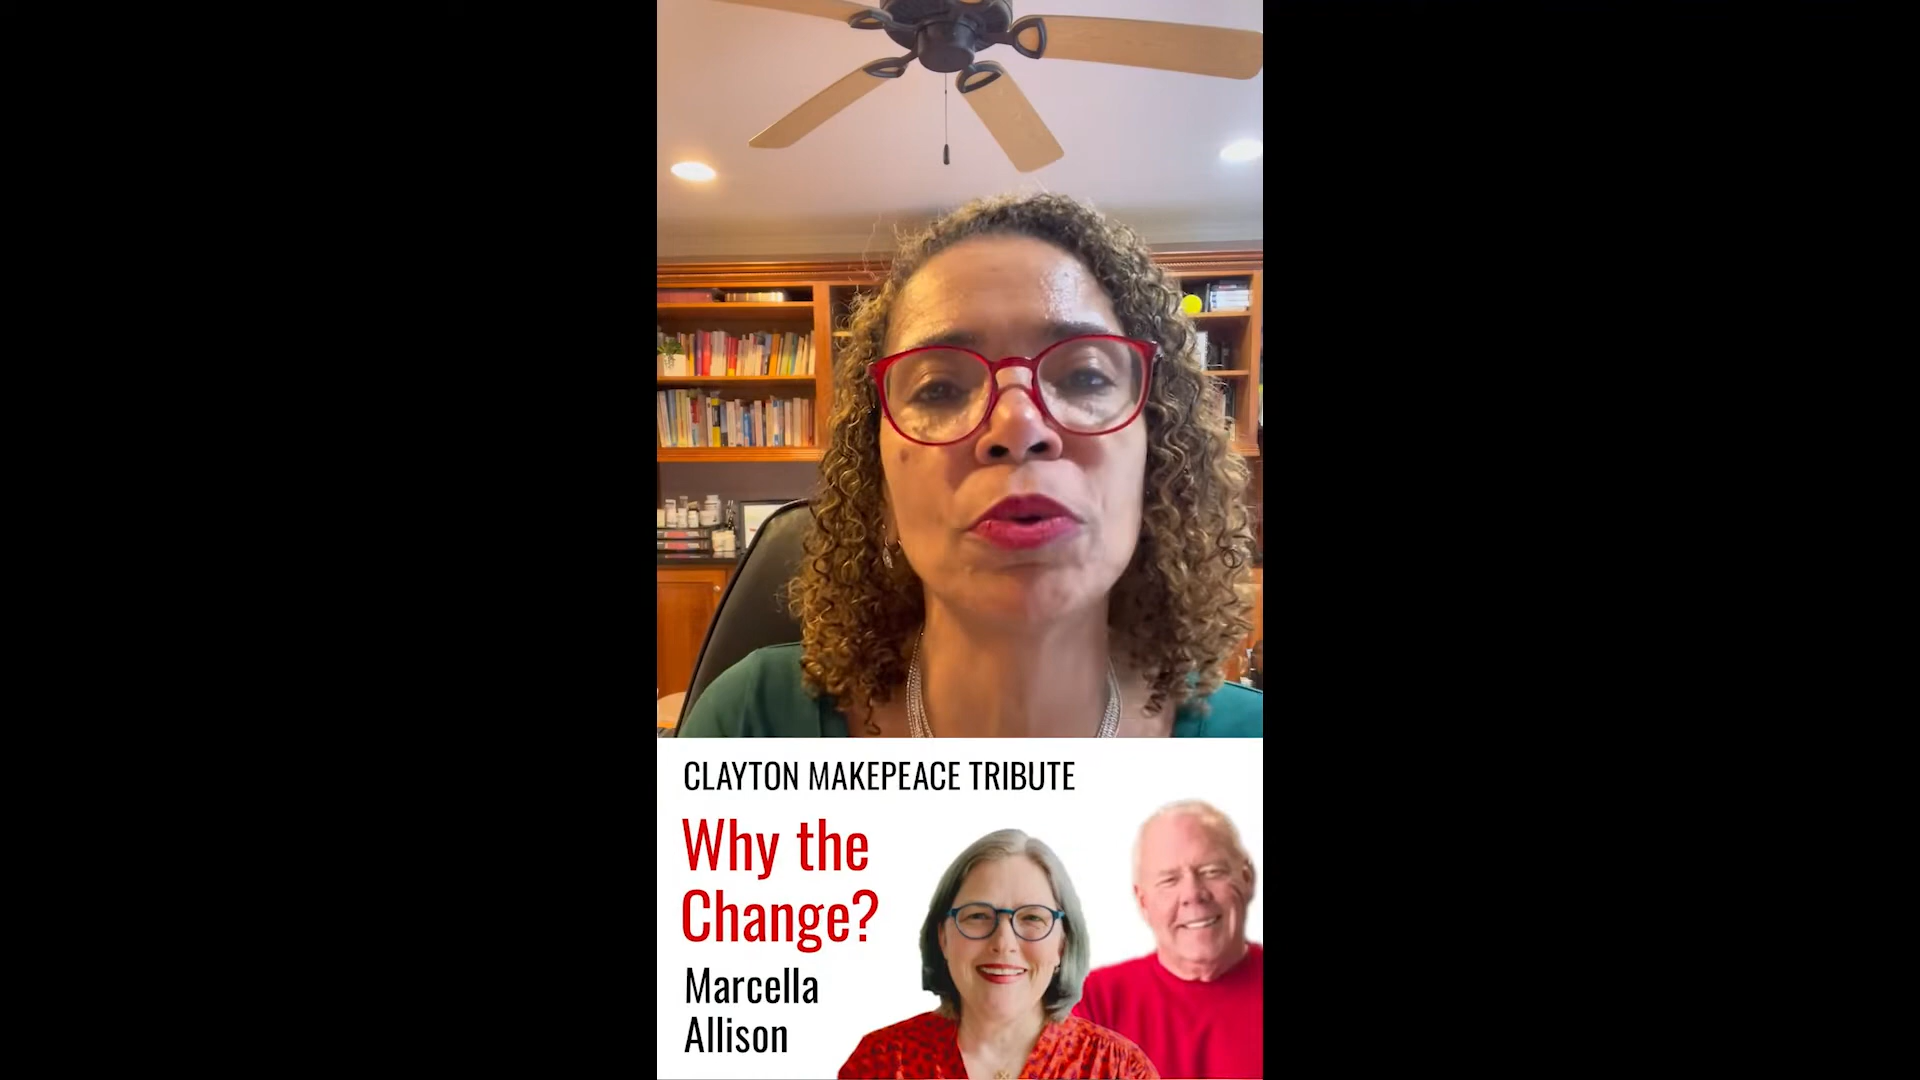 CLAYTON MAKEPEACE TRIBUTE
Why the
Change?
Marcella
Allison